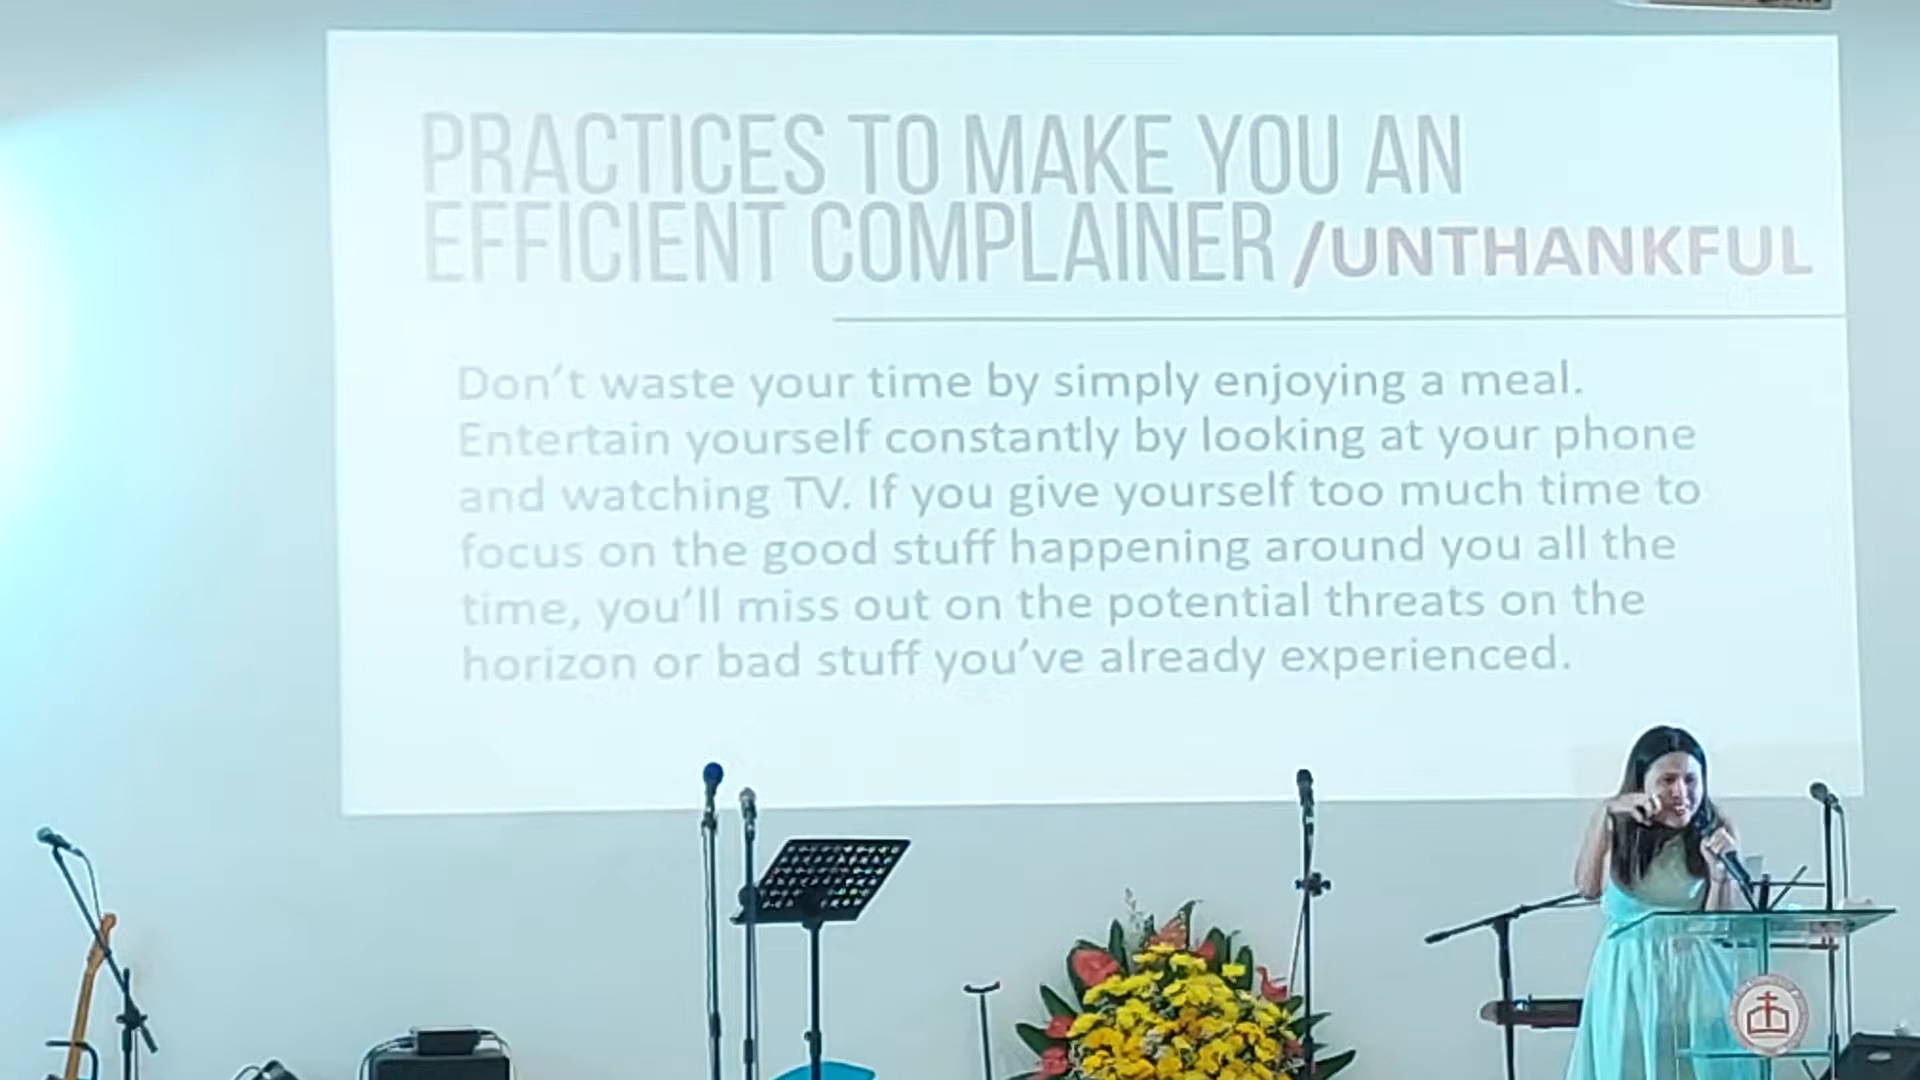 PRACTICES TO MAKE YOU AN
EFFICIENT COMPLAINER /UNTHANKFUL
Don't waste your time by simply enjoying a meal.
Entertain yourself constantly by looking at your phone
and watching TV. If you give yourself too much time to
focus on the good stuff happening around you all the
time, you'll miss out on the potential threats on the
horizon or bad stuff you've already experienced.